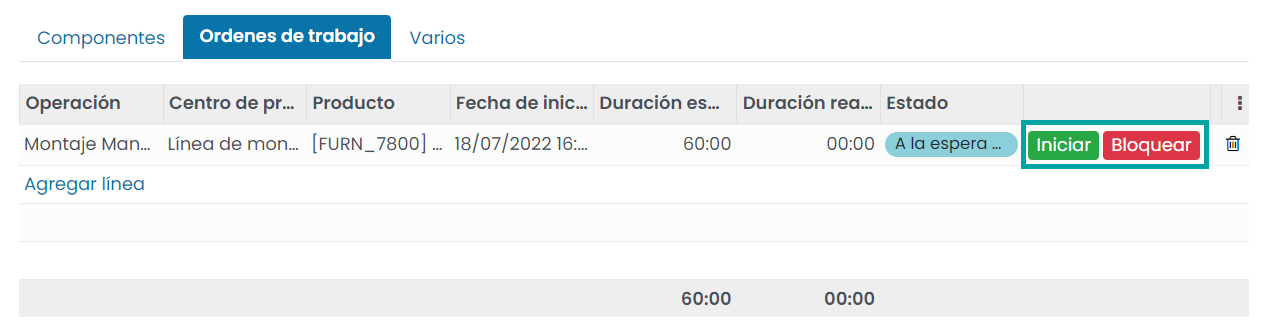 Componentes Ordenes de trabajo Varios
Operación Centro de pr... Producto Fecha de inic... Duración es... Duración rea... Estado
Montaje Man... Línea de mon... [FURN_7800] ... 18/07/2022 16:... 60:00 00:00 A la espera ... Iniciar Bloquear
Agregar línea
60:00 00:00